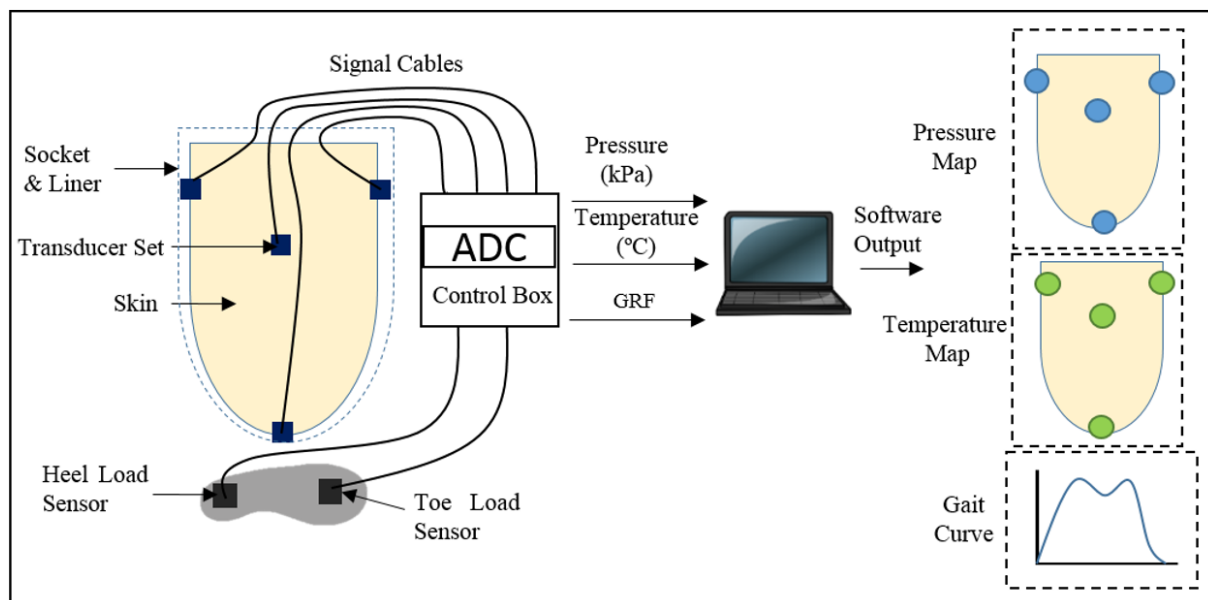 Signal Cables
Socket
& Liner
Transducer Set
Skin
Heel Load
Sensor
Toe Load
Sensor
ADC
Control Box
Pressure
(kPa)
Temperature
(ºC)
GRF
Software
Output
Pressure
Map
Temperature
Map
Gait
Curve